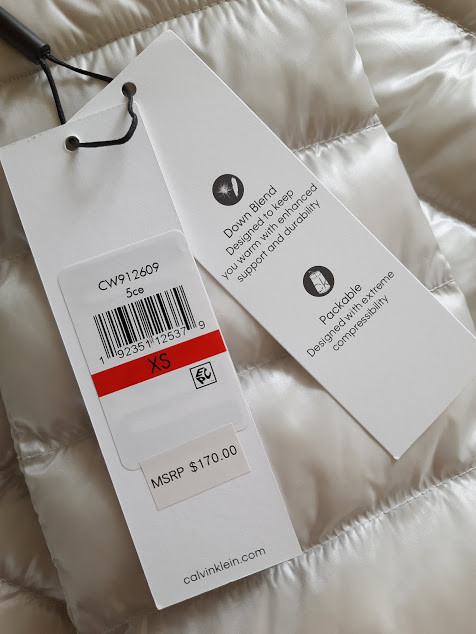 CW912609
5ce
1 92351 12537 9
XS
EPC
MSRP $170.00
calvinklein.com
Down Blend
Designed to keep
you warm with enhanced
support and durability
Packable
Designed with extreme
compressibility